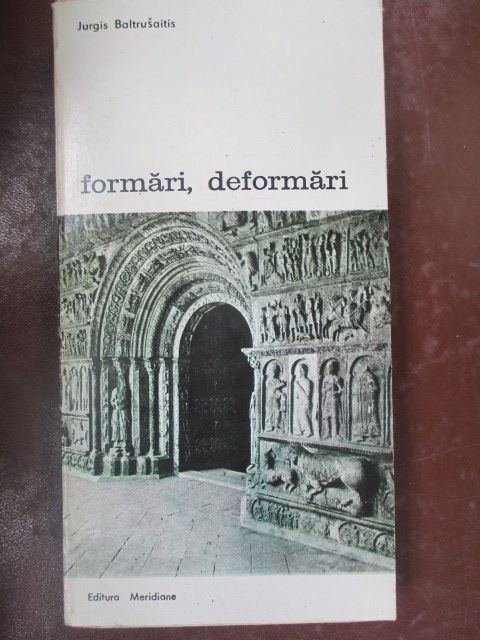 Jurgis Baltrušaitis
formări, deformări
Editura Meridiane